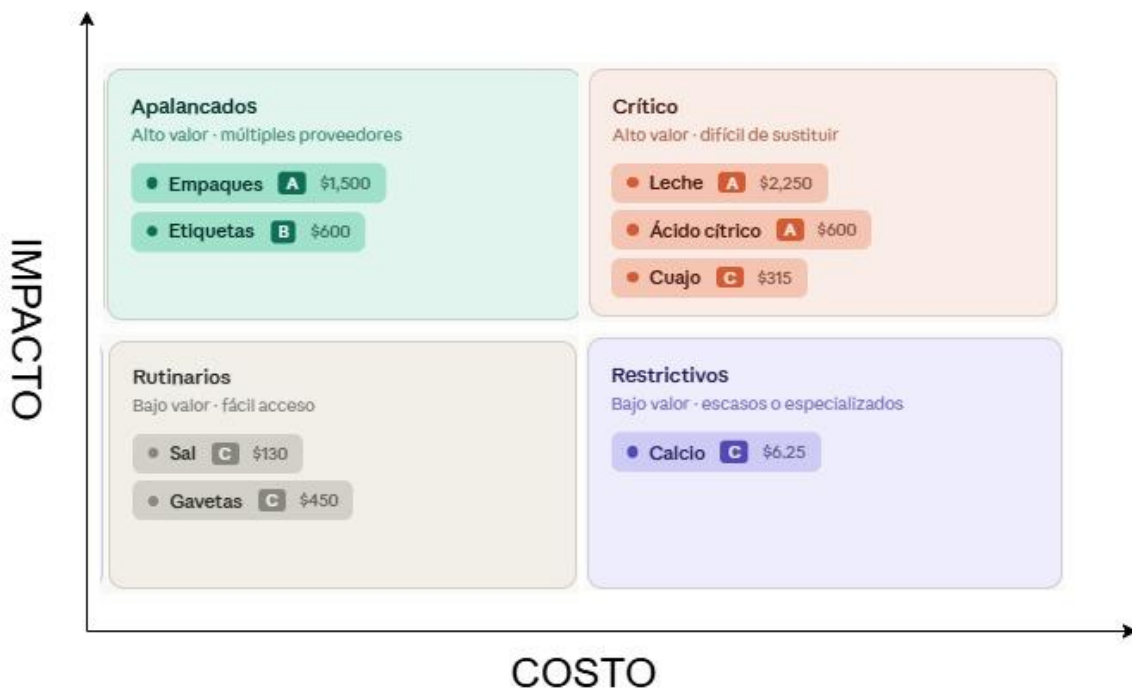 IMPACTO
Apalancados
Alto valor · múltiples proveedores
Empaques A $1,500
Etiquetas B $600
Crítico
Alto valor · difícil de sustituir
Leche A $2,250
Ácido cítrico A $600
Cuajo C $315
Rutinarios
Bajo valor · fácil acceso
Sal C $130
Gavetas C $450
Restrictivos
Bajo valor · escasos o especializados
Calcio C $6.25
COSTO